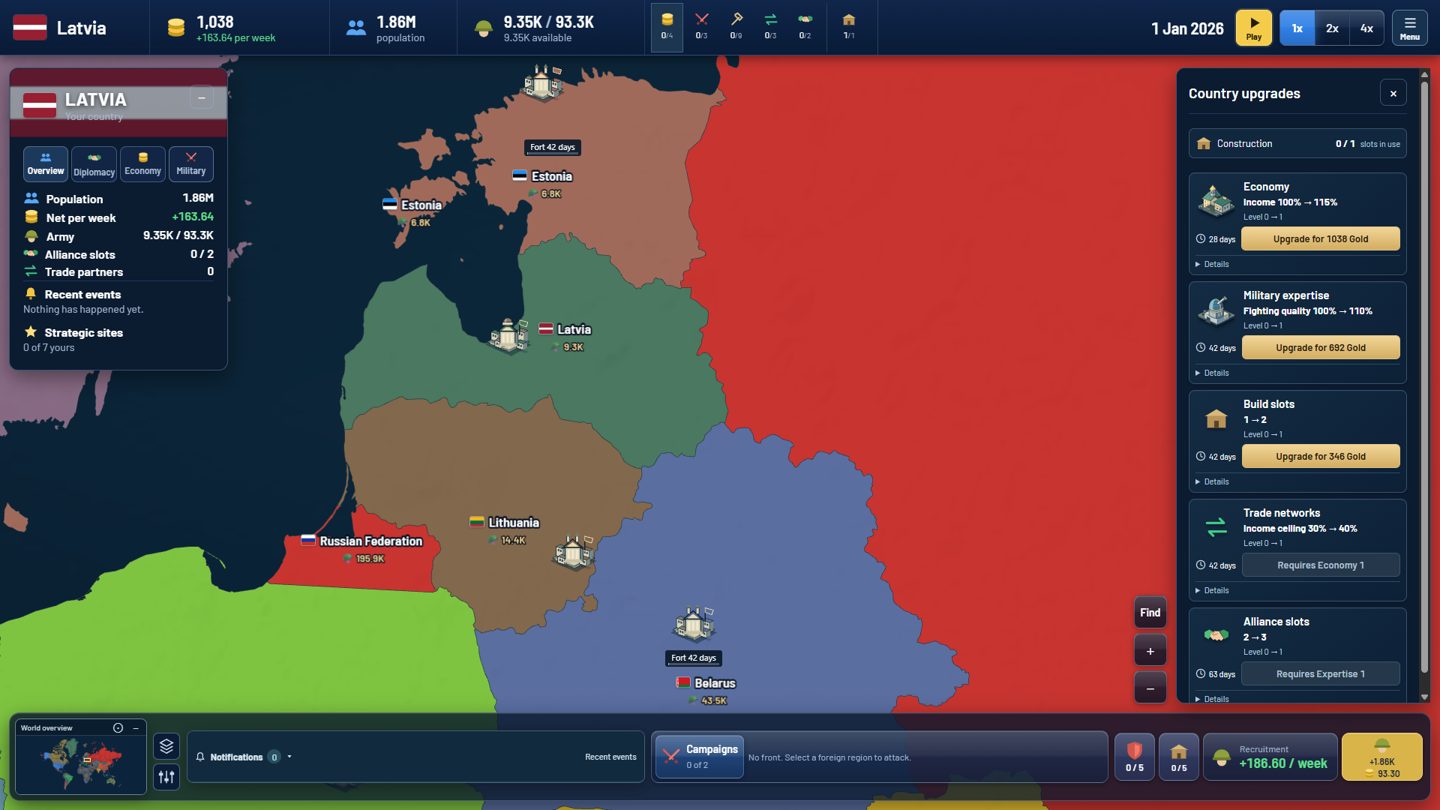 Latvia
1,038
+163.64 per week
1.86M
population
9.35K / 93.3K
9.35K available
0/4
0/3
0/9
0/3
0/2
1/1
1 Jan 2026
Play
1x
2x
4x
Menu
LATVIA
Your country
Overview
Diplomacy
Economy
Military
Population 1.86M
Net per week +163.64
Army 9.35K / 93.3K
Alliance slots 0 / 2
Trade partners 0
Recent events
Nothing has happened yet.
Strategic sites
0 of 7 yours
Fort 42 days
Estonia
6.8K
Estonia
6.8K
Latvia
9.3K
Lithuania
14.4K
Russian Federation
195.9K
Fort 42 days
Belarus
43.5K
Country upgrades
Construction 0 / 1 slots in use
Economy
Income 100% → 115%
Level 0 → 1
28 days Upgrade for 1038 Gold
Details
Military expertise
Fighting quality 100% → 110%
Level 0 → 1
42 days Upgrade for 692 Gold
Details
Build slots
1 → 2
Level 0 → 1
42 days Upgrade for 346 Gold
Details
Trade networks
Income ceiling 30% → 40%
Level 0 → 1
42 days Requires Economy 1
Details
Alliance slots
2 → 3
Level 0 → 1
63 days Requires Expertise 1
Details
Find
+
−
World overview
Notifications 0
Recent events
Campaigns
0 of 2
No front. Select a foreign region to attack.
0 / 5
0 / 5
Recruitment
+186.60 / week
+1.86K
93.30